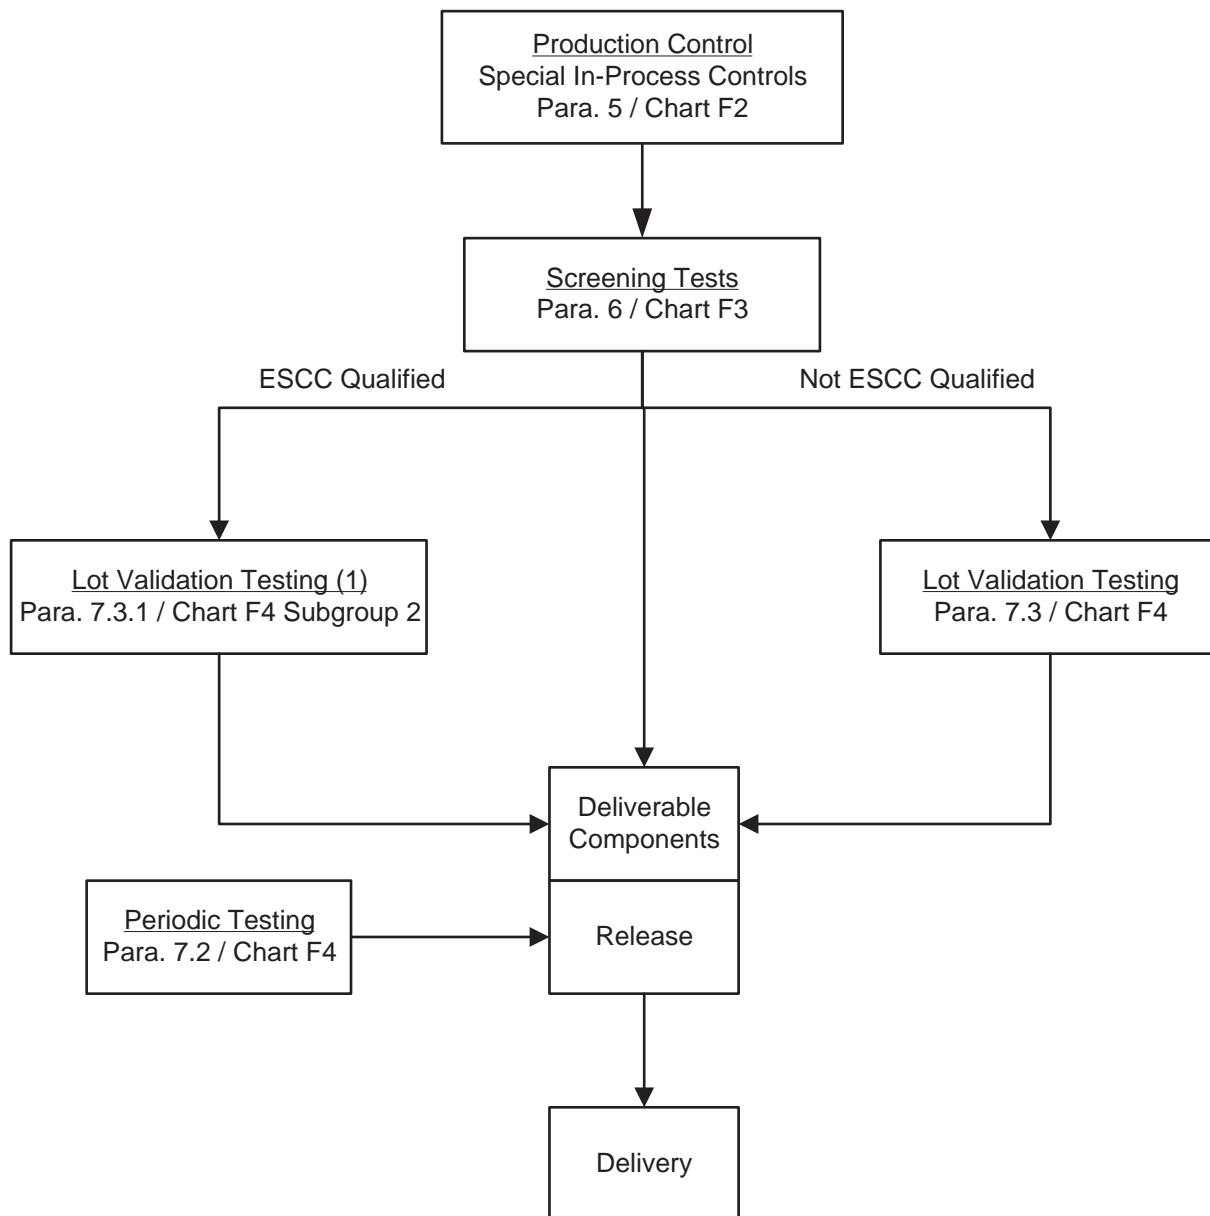 Production Control
Special In-Process Controls
Para. 5 / Chart F2
Screening Tests
Para. 6 / Chart F3
ESCC Qualified
Not ESCC Qualified
Lot Validation Testing (1)
Para. 7.3.1 / Chart F4 Subgroup 2
Lot Validation Testing
Para. 7.3 / Chart F4
Deliverable
Components
Periodic Testing
Para. 7.2 / Chart F4
Release
Delivery